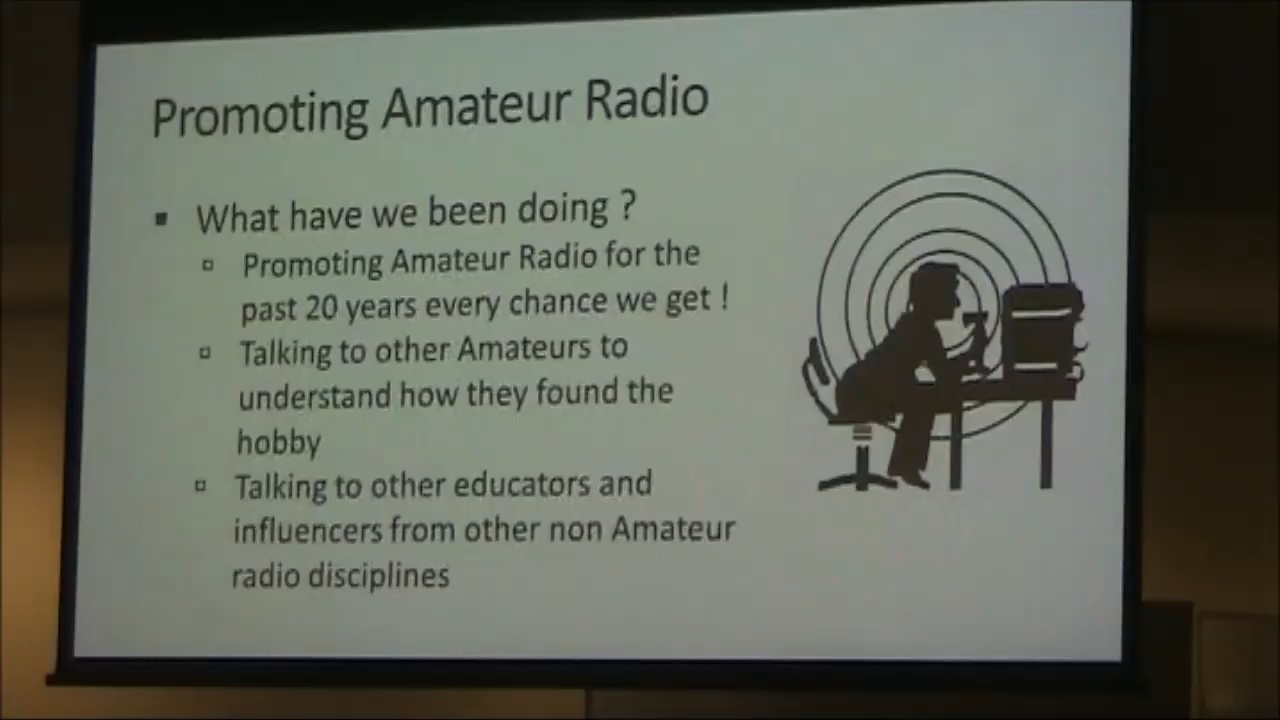 Promoting Amateur Radio
What have we been doing ?
Promoting Amateur Radio for the
past 20 years every chance we get !
Talking to other Amateurs to
understand how they found the
hobby
Talking to other educators and
influencers from other non Amateur
radio disciplines